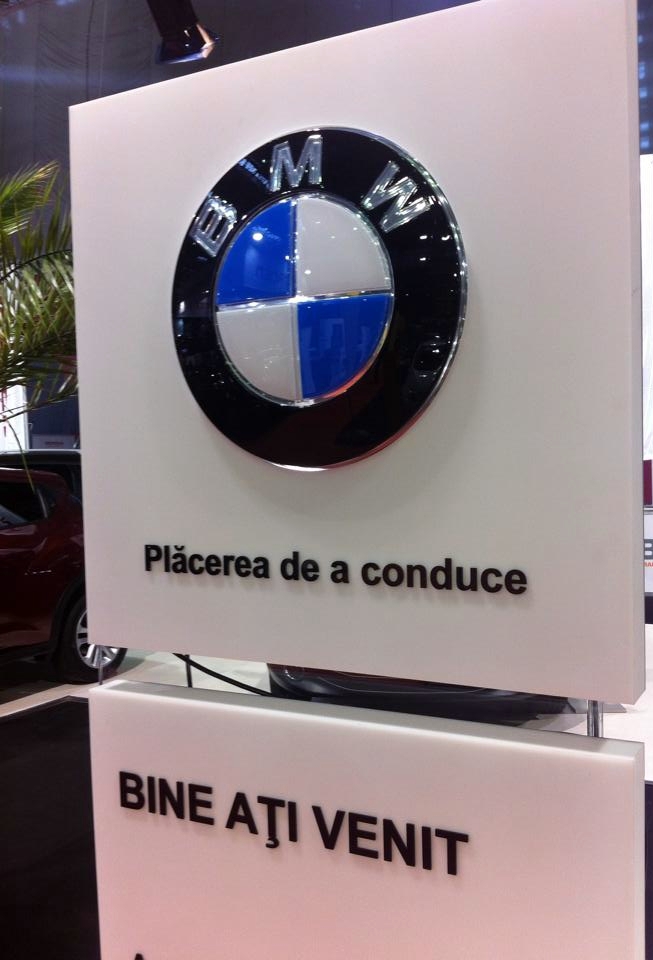 BMW
Plăcerea de a conduce
BINE AŢI VENIT